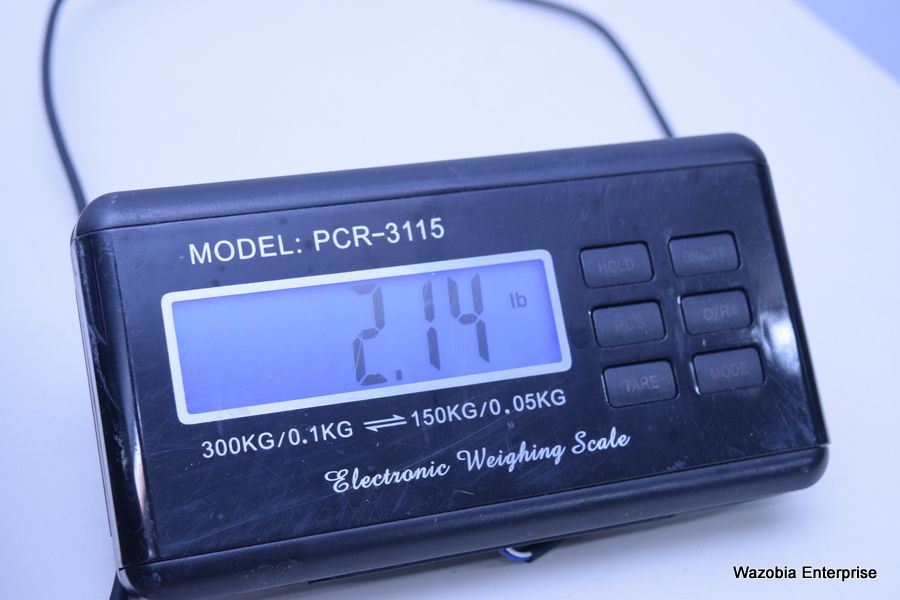 MODEL: PCR-3115
2.14 lb
HOLD ON/OFF
PCS O/R
TARE MODE
300KG/0.1KG ⇌ 150KG/0.05KG
Electronic Weighing Scale
Wazobia Enterprise